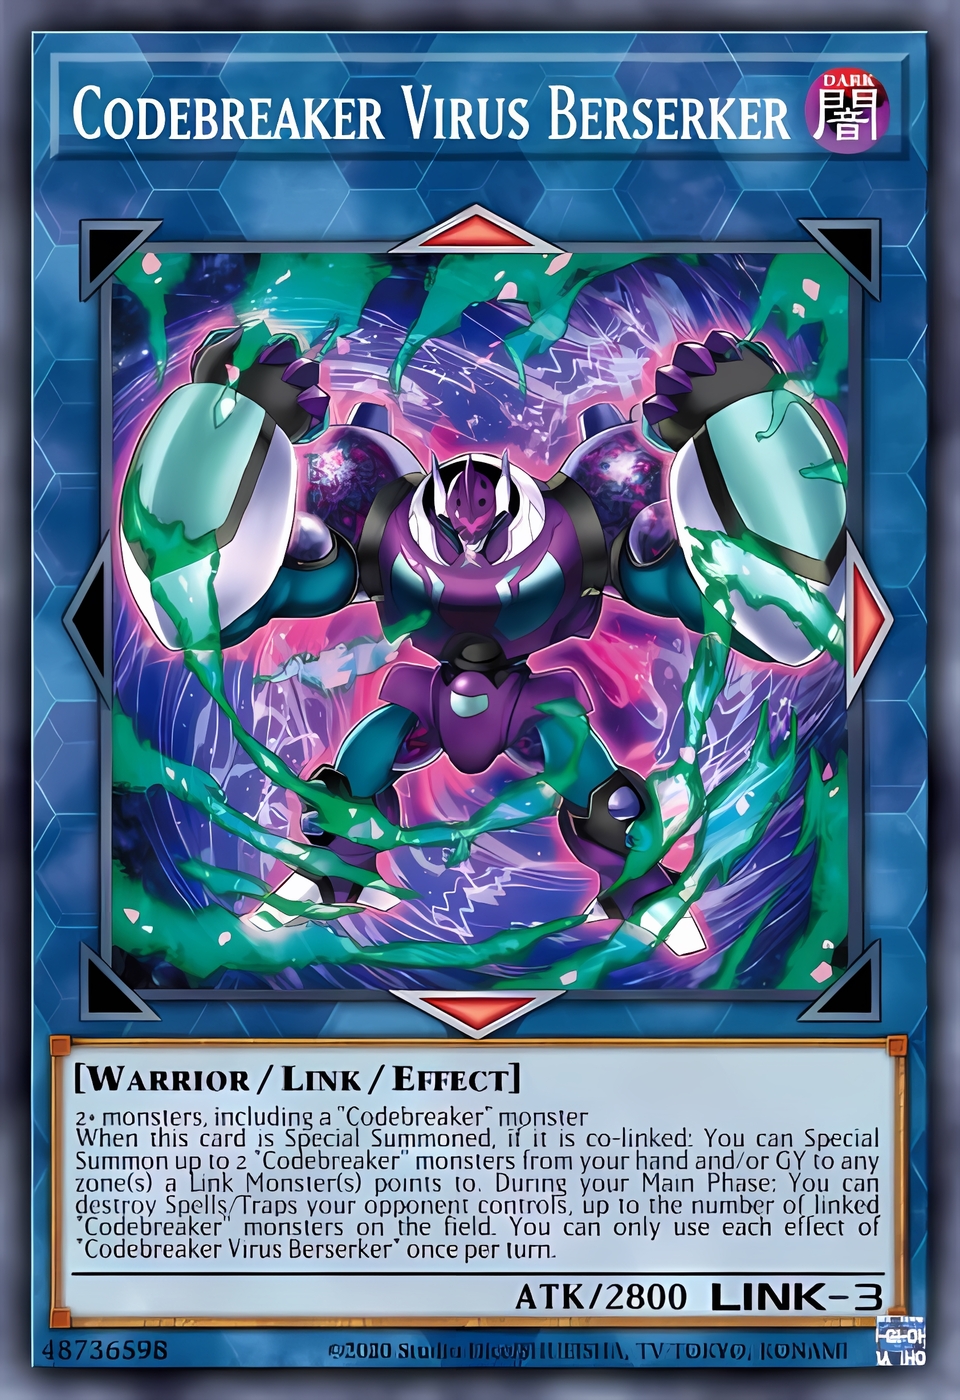 CODEBREAKER VIRUS BERSERKER
DARK
闇
[WARRIOR / LINK / EFFECT]
2+ monsters, including a "Codebreaker" monster
When this card is Special Summoned, if it is co-linked: You can Special
Summon up to 2 "Codebreaker" monsters from your hand and/or GY to any
zone(s) a Link Monster(s) points to. During your Main Phase: You can
destroy Spells/Traps your opponent controls, up to the number of linked
"Codebreaker" monsters on the field. You can only use each effect of
"Codebreaker Virus Berserker" once per turn.
ATK/2800 LINK-3
48736598
TV TOKYO, KONAMI